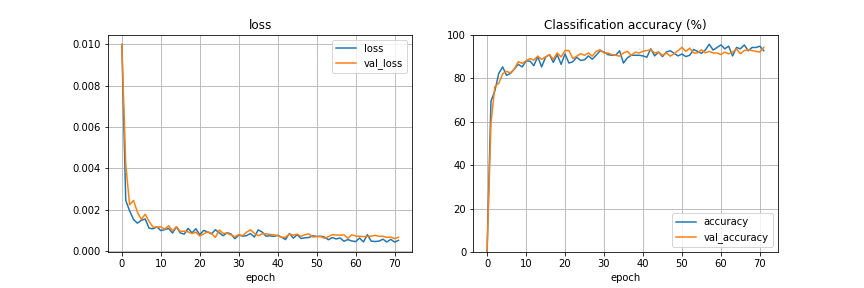 loss
0.010
0.008
0.006
0.004
0.002
0.000
0 10 20 30 40 50 60 70
epoch
loss
val_loss
Classification accuracy (%)
100
80
60
40
20
0
0 10 20 30 40 50 60 70
epoch
accuracy
val_accuracy